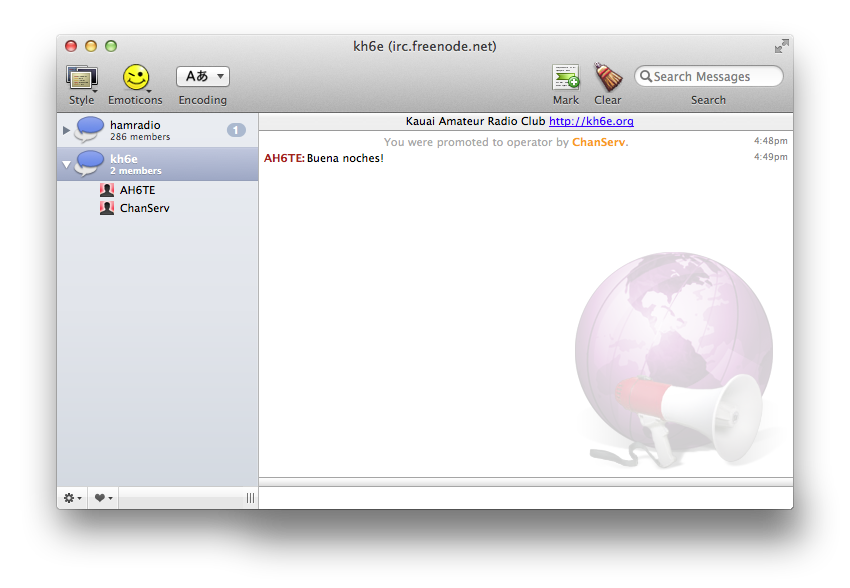 kh6e (irc.freenode.net)
Aあ
Search Messages
Style Emoticons Encoding Mark Clear Search
hamradio
286 members
1
kh6e
2 members
AH6TE
ChanServ
Kauai Amateur Radio Club http://kh6e.org
You were promoted to operator by ChanServ. 4:48pm
AH6TE: Buena noches! 4:49pm